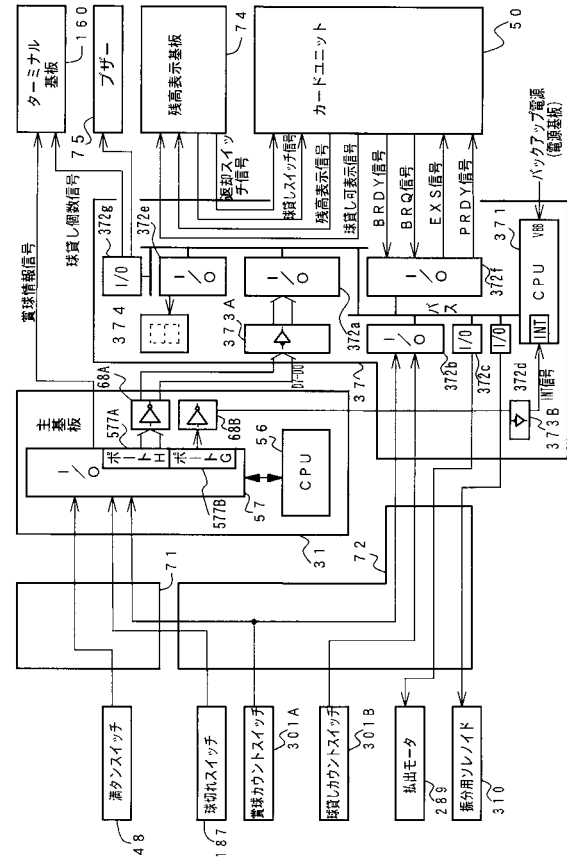 満タンスイッチ
48
球切れスイッチ
187
賞球カウントスイッチ
301A
球貸しカウントスイッチ
301B
払出モータ
289
振分用ソレノイド
310
71
72
主基板
31
I/O
57
ポートH
577A
ポートG
577B
CPU
56
68A
68B
賞球情報信号
球貸し個数信号
D7-D0
INT信号
37
374
373A
373B
I/O
372g
I/O
372e
I/O
372a
I/O
372b
I/O
372c
I/O
372d
I/O
372f
バス
CPU
INT
VBB
371
バックアップ電源
(電源基板)
ターミナル
基板
160
ブザー
75
残高表示基板
74
カードユニット
50
返却スイッ
チ信号
球貸しスイッチ信号
残高表示信号
球貸し可表示信号
BRDY信号
BRQ信号
EXS信号
PRDY信号